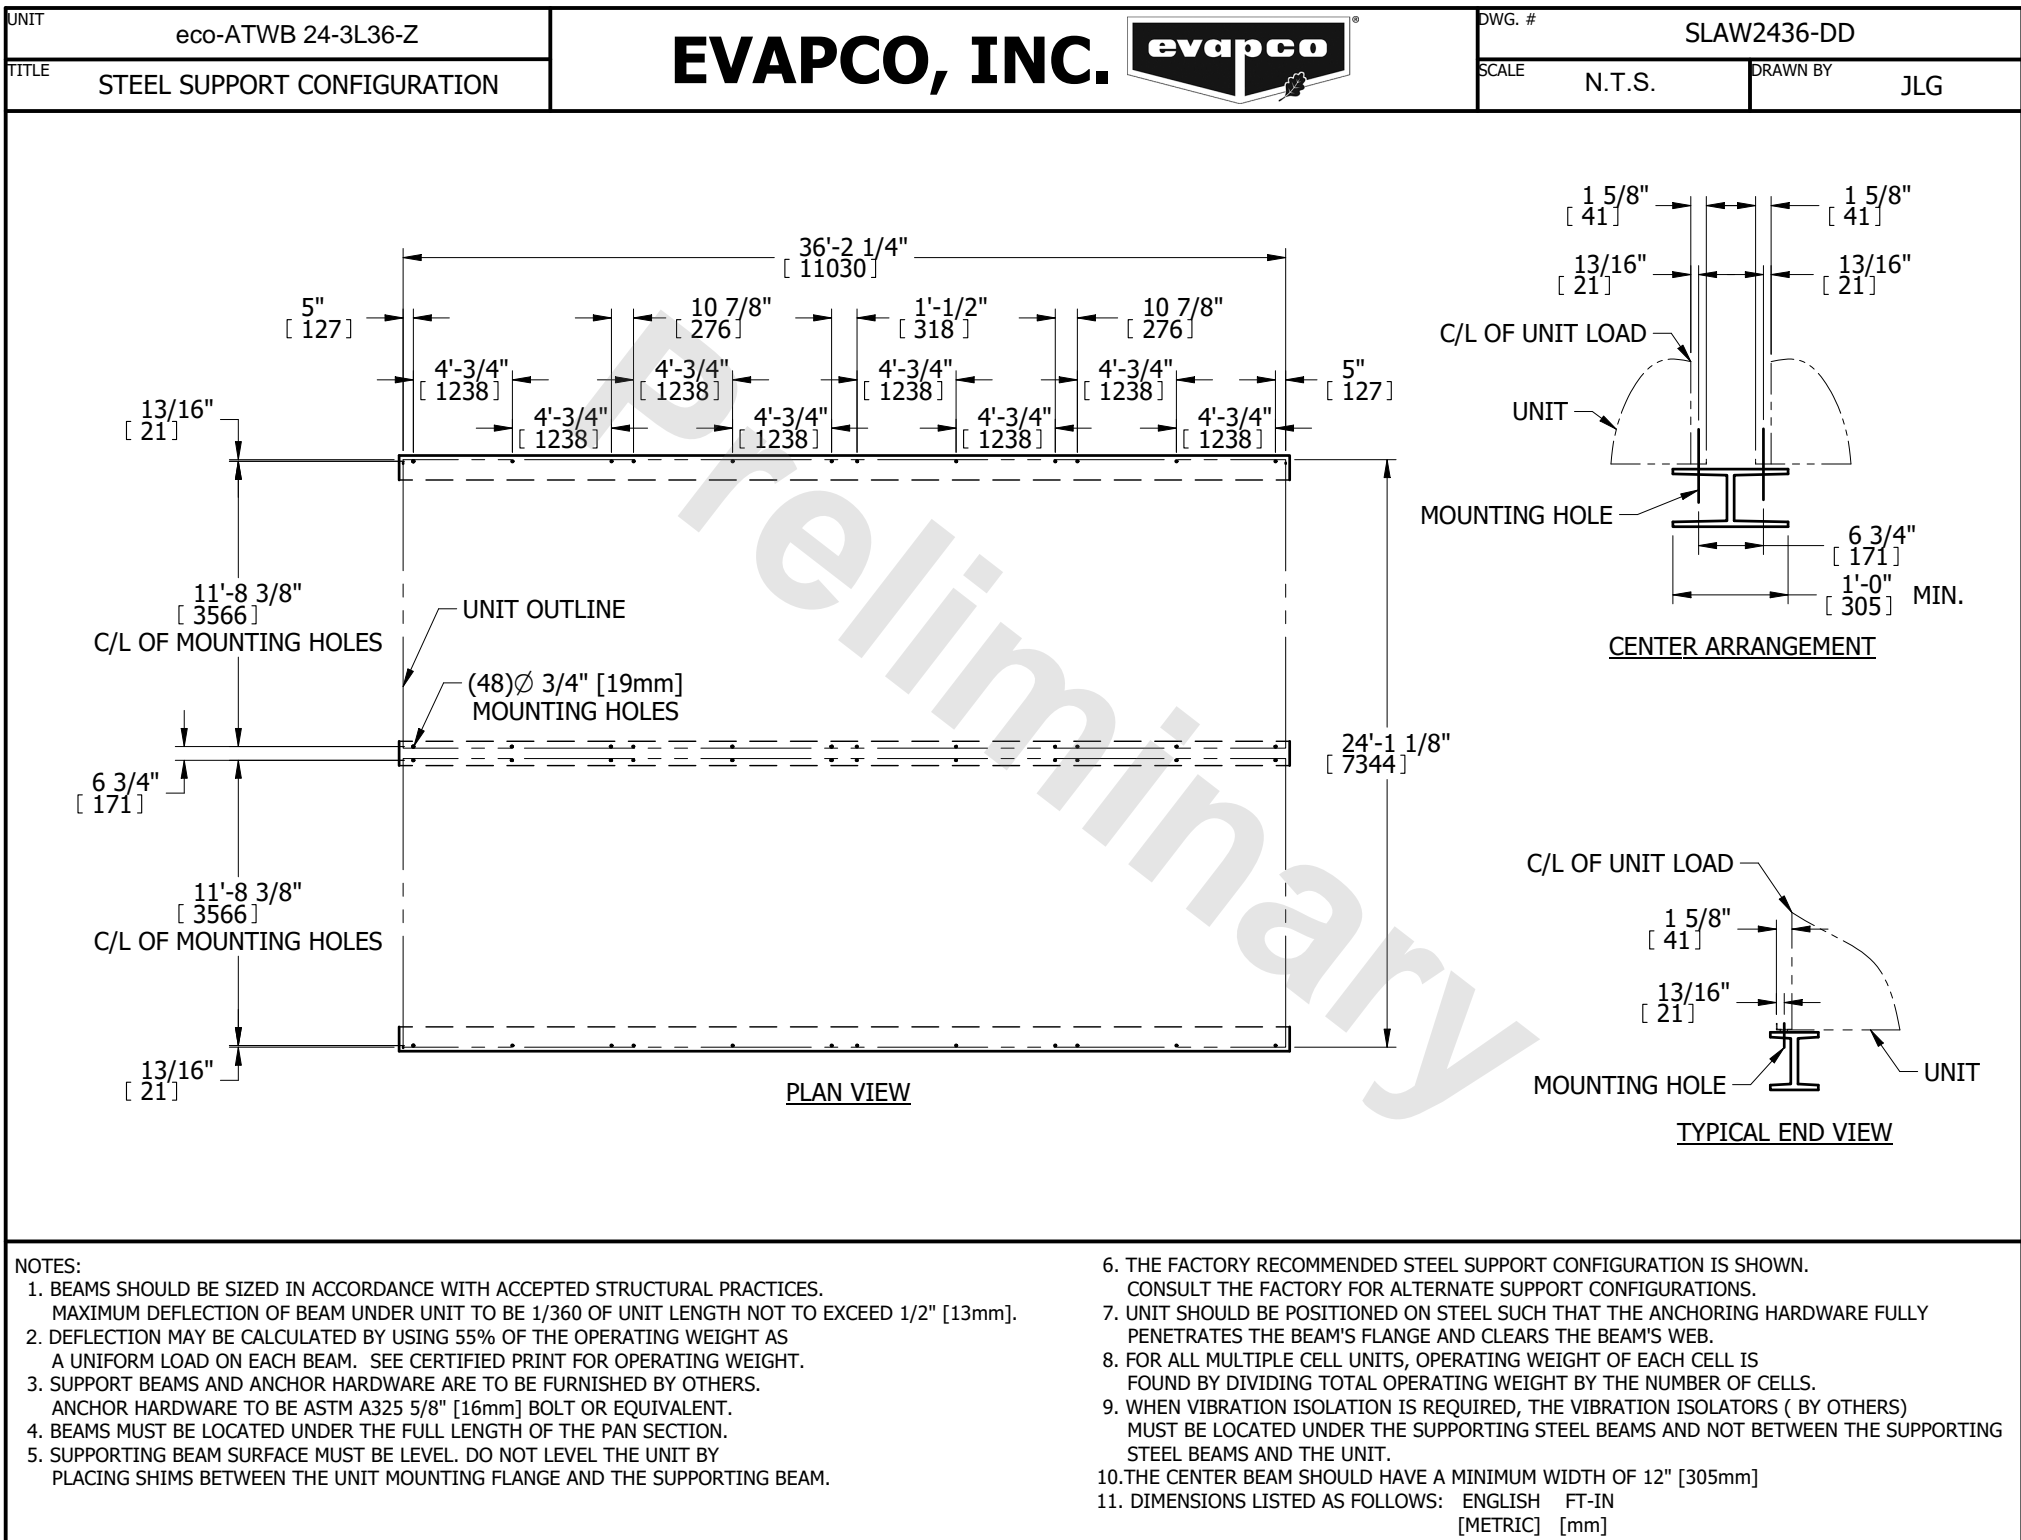 UNIT
eco-ATWB 24-3L36-Z
TITLE
STEEL SUPPORT CONFIGURATION
EVAPCO, INC.
evapco
®
DWG. #
SLAW2436-DD
SCALE
N.T.S.
DRAWN BY
JLG
36'-2 1/4"
[ 11030 ]
5"
[ 127 ]
10 7/8"
[ 276 ]
1'-1/2"
[ 318 ]
10 7/8"
[ 276 ]
4'-3/4"
[ 1238 ]
4'-3/4"
[ 1238 ]
4'-3/4"
[ 1238 ]
4'-3/4"
[ 1238 ]
5"
[ 127 ]
4'-3/4"
[ 1238 ]
4'-3/4"
[ 1238 ]
4'-3/4"
[ 1238 ]
4'-3/4"
[ 1238 ]
13/16"
[ 21 ]
11'-8 3/8"
[ 3566 ]
C/L OF MOUNTING HOLES
UNIT OUTLINE
(48)Ø 3/4" [19mm]
MOUNTING HOLES
6 3/4"
[ 171 ]
24'-1 1/8"
[ 7344 ]
11'-8 3/8"
[ 3566 ]
C/L OF MOUNTING HOLES
13/16"
[ 21 ]
PLAN VIEW
Preliminary
1 5/8"
[ 41 ]
1 5/8"
[ 41 ]
13/16"
[ 21 ]
13/16"
[ 21 ]
C/L OF UNIT LOAD
UNIT
MOUNTING HOLE
6 3/4"
[ 171 ]
1'-0"
[ 305 ]
MIN.
CENTER ARRANGEMENT
C/L OF UNIT LOAD
1 5/8"
[ 41 ]
13/16"
[ 21 ]
MOUNTING HOLE
UNIT
TYPICAL END VIEW
NOTES:
1. BEAMS SHOULD BE SIZED IN ACCORDANCE WITH ACCEPTED STRUCTURAL PRACTICES.
MAXIMUM DEFLECTION OF BEAM UNDER UNIT TO BE 1/360 OF UNIT LENGTH NOT TO EXCEED 1/2" [13mm].
2. DEFLECTION MAY BE CALCULATED BY USING 55% OF THE OPERATING WEIGHT AS
A UNIFORM LOAD ON EACH BEAM. SEE CERTIFIED PRINT FOR OPERATING WEIGHT.
3. SUPPORT BEAMS AND ANCHOR HARDWARE ARE TO BE FURNISHED BY OTHERS.
ANCHOR HARDWARE TO BE ASTM A325 5/8" [16mm] BOLT OR EQUIVALENT.
4. BEAMS MUST BE LOCATED UNDER THE FULL LENGTH OF THE PAN SECTION.
5. SUPPORTING BEAM SURFACE MUST BE LEVEL. DO NOT LEVEL THE UNIT BY
PLACING SHIMS BETWEEN THE UNIT MOUNTING FLANGE AND THE SUPPORTING BEAM.
6. THE FACTORY RECOMMENDED STEEL SUPPORT CONFIGURATION IS SHOWN.
CONSULT THE FACTORY FOR ALTERNATE SUPPORT CONFIGURATIONS.
7. UNIT SHOULD BE POSITIONED ON STEEL SUCH THAT THE ANCHORING HARDWARE FULLY
PENETRATES THE BEAM'S FLANGE AND CLEARS THE BEAM'S WEB.
8. FOR ALL MULTIPLE CELL UNITS, OPERATING WEIGHT OF EACH CELL IS
FOUND BY DIVIDING TOTAL OPERATING WEIGHT BY THE NUMBER OF CELLS.
9. WHEN VIBRATION ISOLATION IS REQUIRED, THE VIBRATION ISOLATORS ( BY OTHERS)
MUST BE LOCATED UNDER THE SUPPORTING STEEL BEAMS AND NOT BETWEEN THE SUPPORTING
STEEL BEAMS AND THE UNIT.
10.THE CENTER BEAM SHOULD HAVE A MINIMUM WIDTH OF 12" [305mm]
11. DIMENSIONS LISTED AS FOLLOWS: ENGLISH FT-IN
[METRIC] [mm]